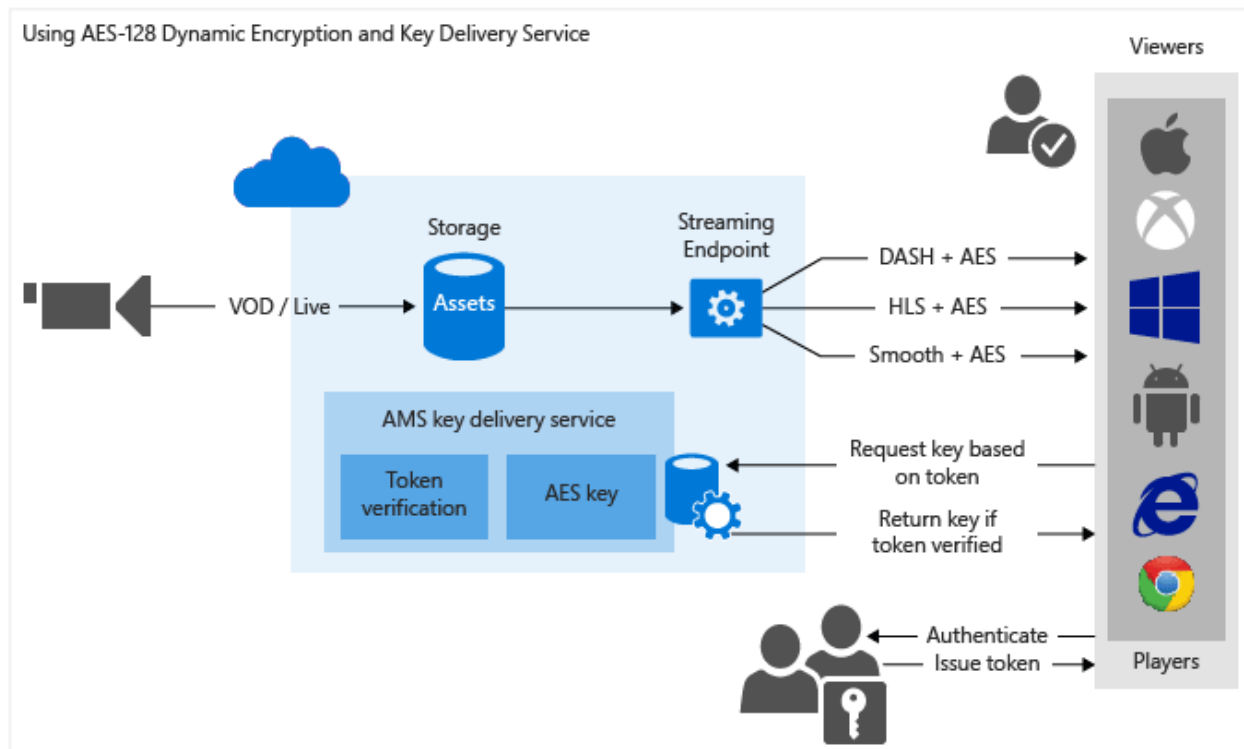 Using AES-128 Dynamic Encryption and Key Delivery Service
Viewers
Storage
Streaming
Endpoint
VOD / Live
Assets
DASH + AES
HLS + AES
Smooth + AES
AMS key delivery service
Token
verification
AES key
Request key based
on token
Return key if
token verified
Authenticate
Issue token
Players